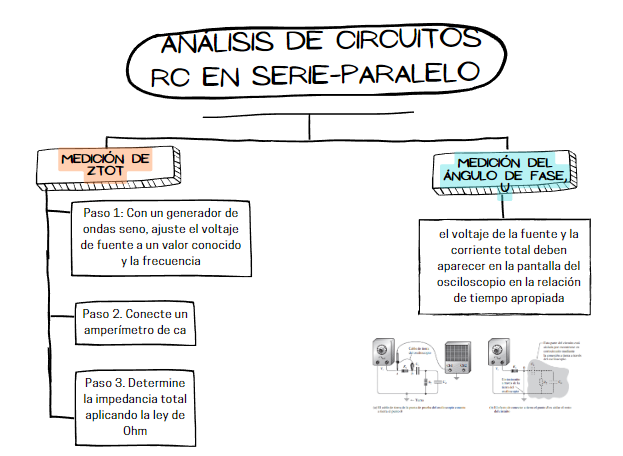 ANÁLISIS DE CIRCUITOS
RC EN SERIE-PARALELO
MEDICIÓN DE
ZTOT
MEDICIÓN DEL
ÁNGULO DE FASE,
U
Paso 1: Con un generador de
ondas seno, ajuste el voltaje
de fuente a un valor conocido
y la frecuencia
Paso 2. Conecte un
amperímetro de ca
Paso 3. Determine
la impedancia total
aplicando la ley de
Ohm
el voltaje de la fuente y la
corriente total deben
aparecer en la pantalla del
osciloscopio en la relación
de tiempo apropiada